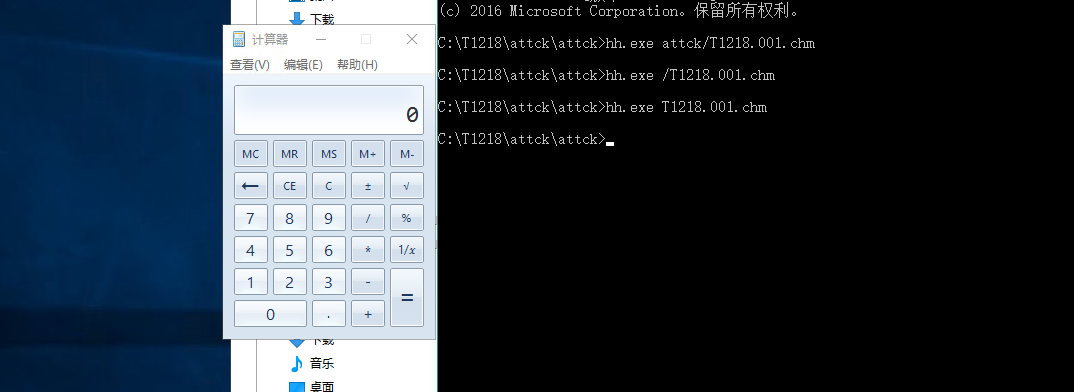 下载
计算器
查看(V) 编辑(E) 帮助(H)
0
MC MR MS M+ M-
← CE C ± √
7 8 9 / %
4 5 6 * 1/x
1 2 3 - =
0 . +
音乐
桌面
(c) 2016 Microsoft Corporation。保留所有权利。
C:\T1218\attck\attck>hh.exe attck/T1218.001.chm
C:\T1218\attck\attck>hh.exe /T1218.001.chm
C:\T1218\attck\attck>hh.exe T1218.001.chm
C:\T1218\attck\attck>